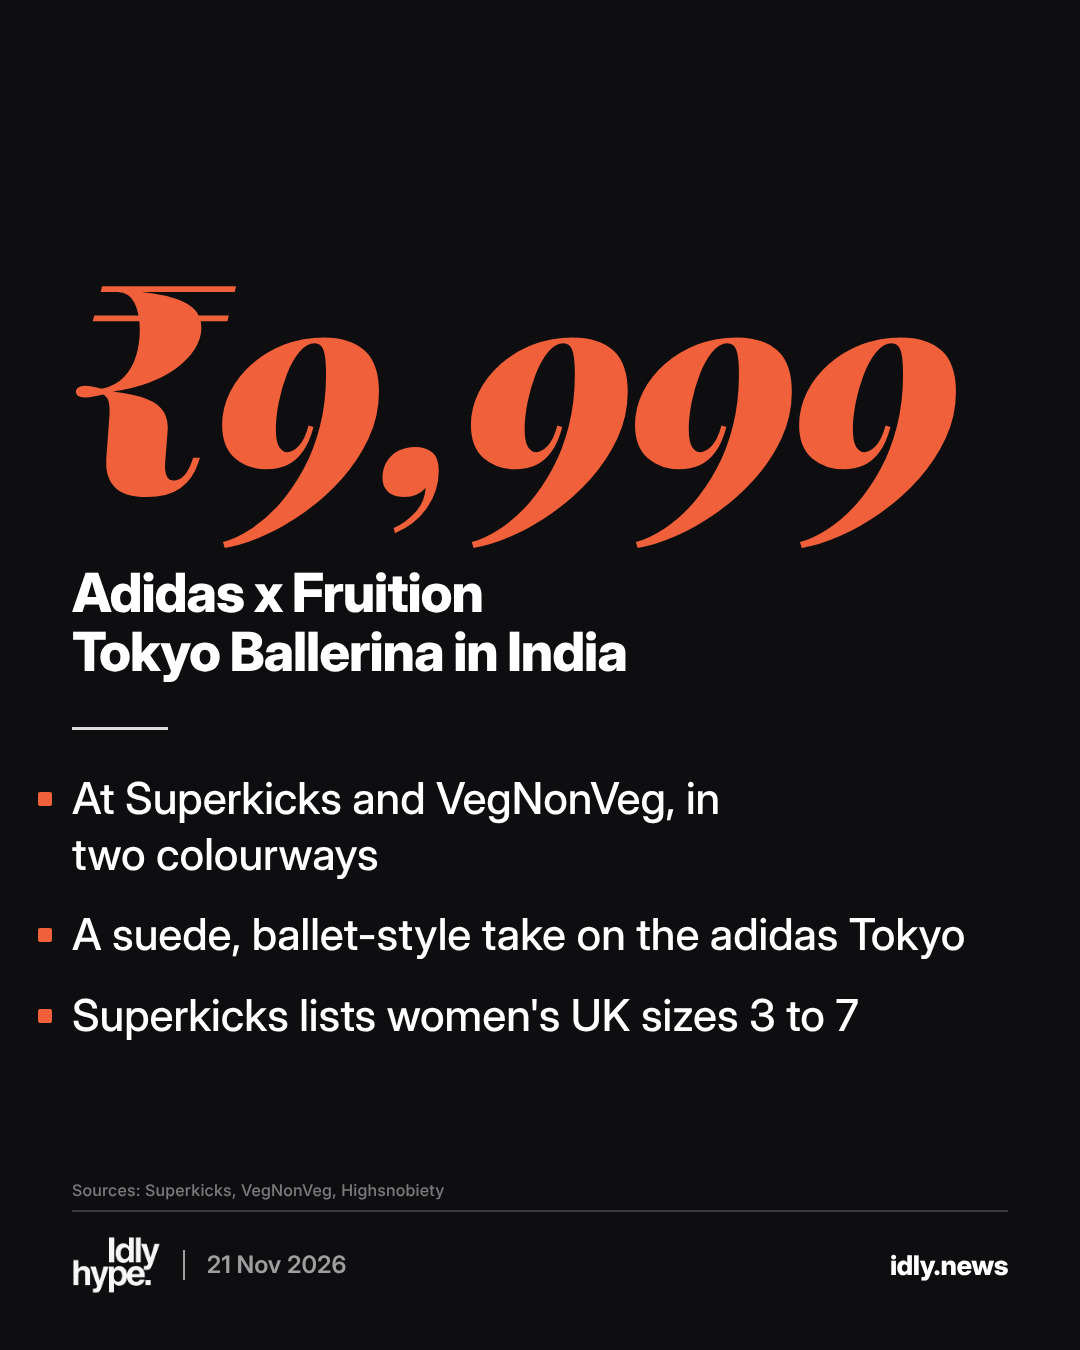 ₹9,999
Adidas x Fruition
Tokyo Ballerina in India
At Superkicks and VegNonVeg, in
two colourways
A suede, ballet-style take on the adidas Tokyo
Superkicks lists women's UK sizes 3 to 7
Sources: Superkicks, VegNonVeg, Highsnobiety
Idly
hype.
21 Nov 2026
idly.news